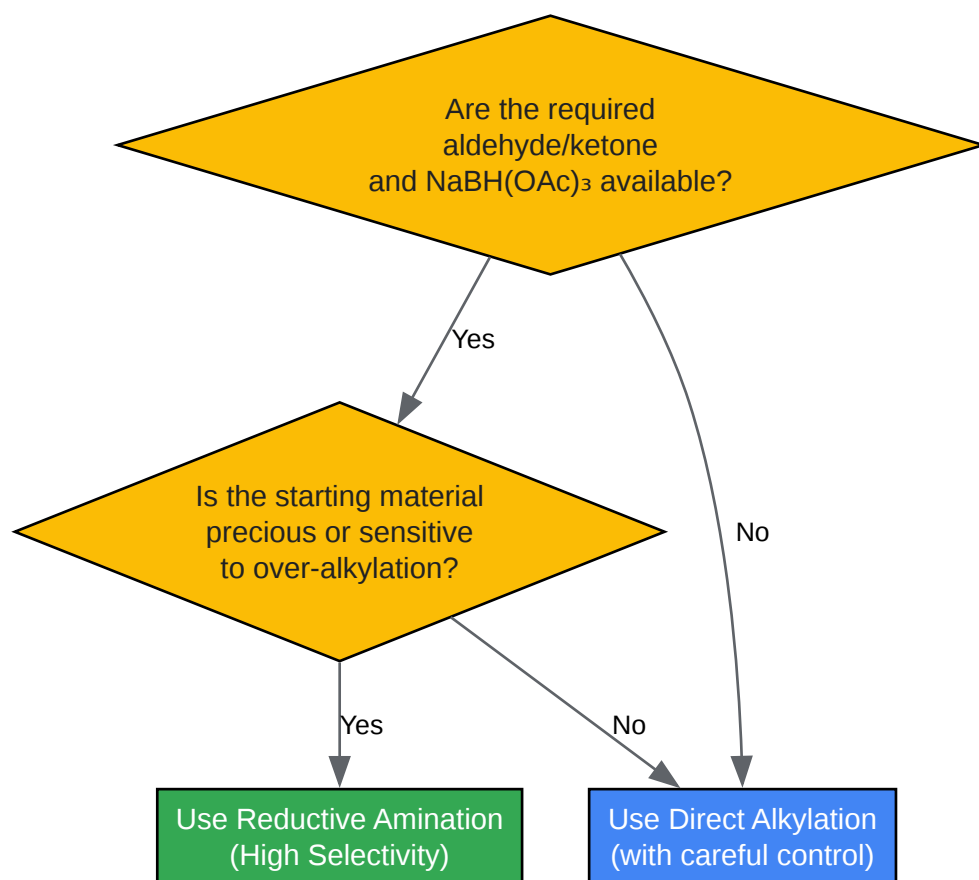 Are the required
aldehyde/ketone
and NaBH(OAc)₃ available?
Yes
Is the starting material
precious or sensitive
to over-alkylation?
No
Yes
No
Use Reductive Amination
(High Selectivity)
Use Direct Alkylation
(with careful control)